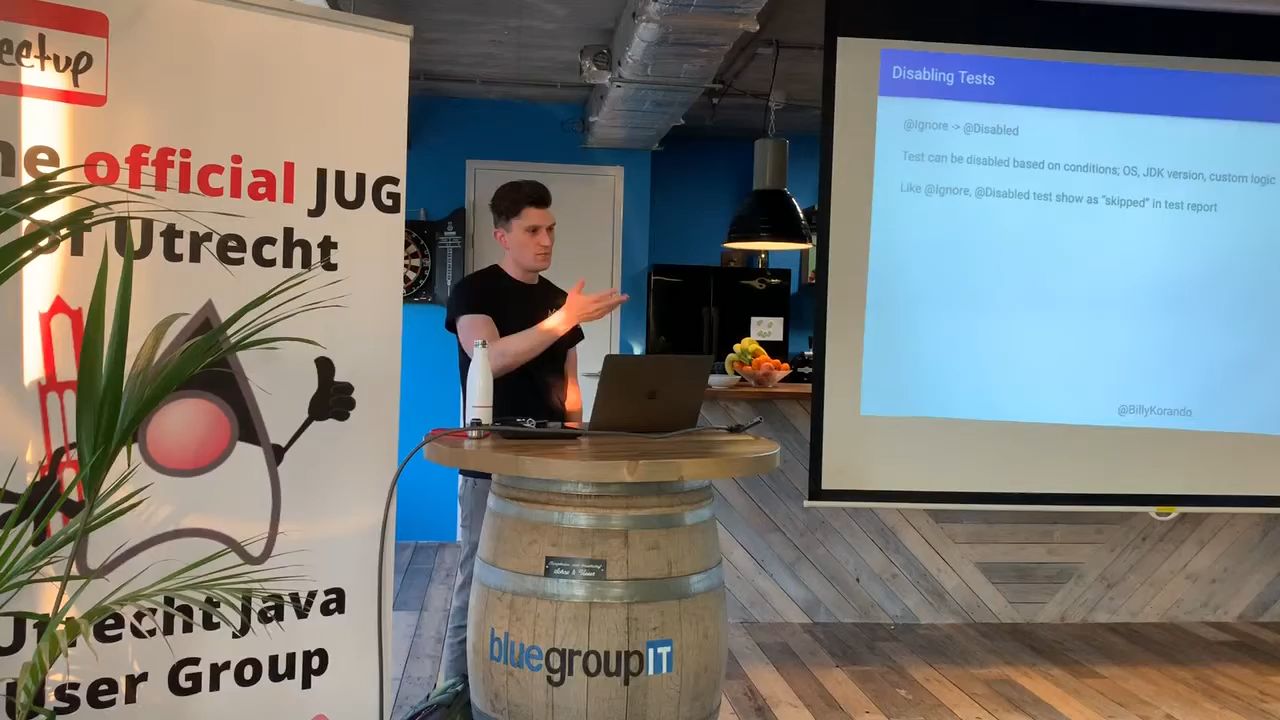 eetup
he official JUG
of Utrecht
Utrecht Java
User Group
Disabling Tests
@Ignore -> @Disabled
Test can be disabled based on conditions; OS, JDK version, custom logic
Like @Ignore, @Disabled test show as "skipped" in test report
@BillyKorando
bluegroupIT